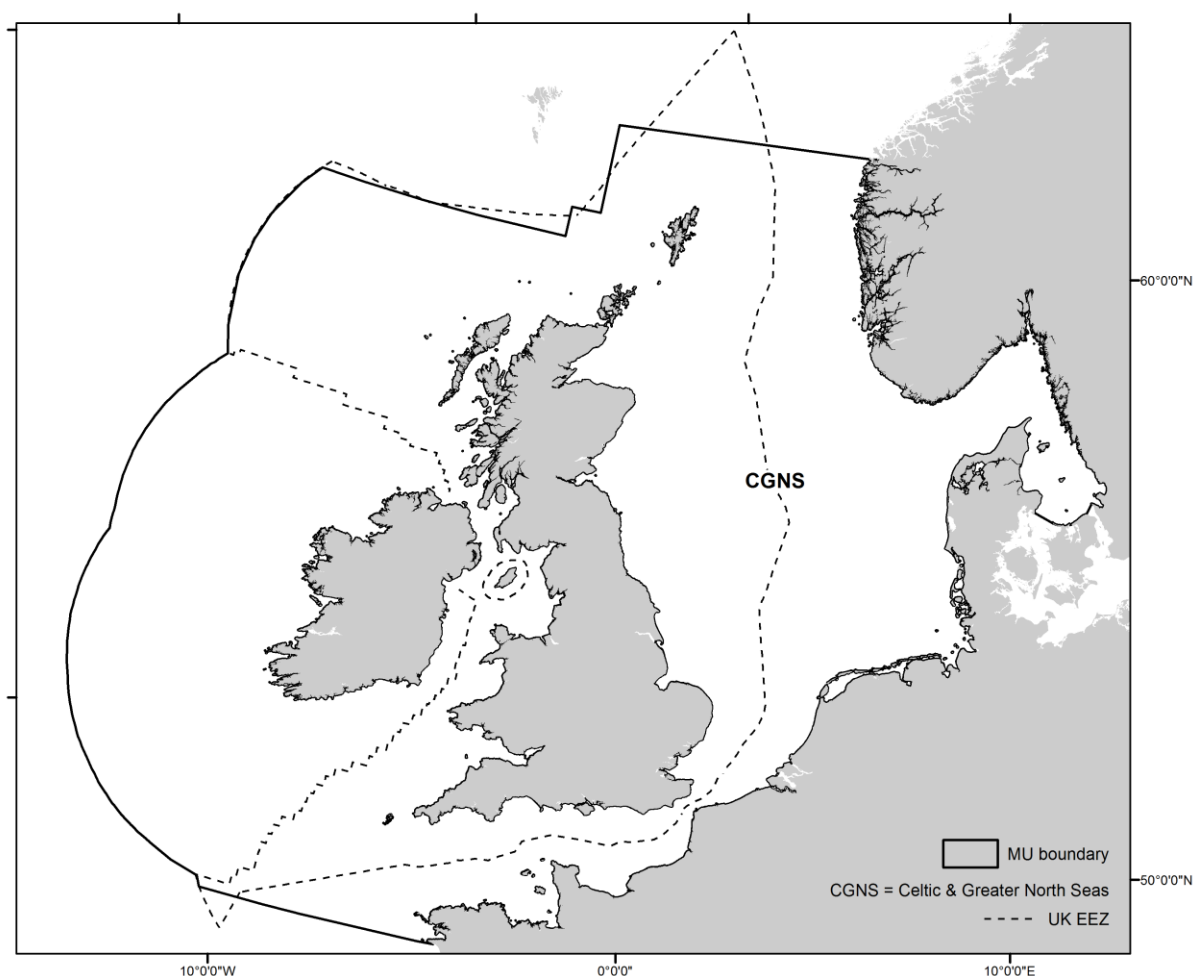 60°0'0"N
CGNS
MU boundary
CGNS = Celtic & Greater North Seas
50°0'0"N
UK EEZ
10°0'0"W
0°0'0"
10°0'0"E